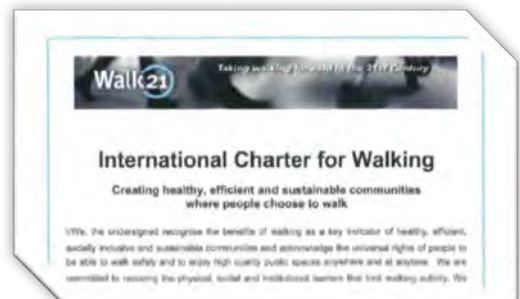 Walk21
Taking walking forward in the 21st Century
International Charter for Walking
Creating healthy, efficient and sustainable communities
where people choose to walk
I/We, the undersigned recognise the benefits of walking as a key indicator of healthy, efficient,
socially inclusive and sustainable communities and acknowledge the universal rights of people to
be able to walk safely and to enjoy high quality public spaces anywhere and at anytime. We are
committed to reducing the physical, social and institutional barriers that limit walking activity. We